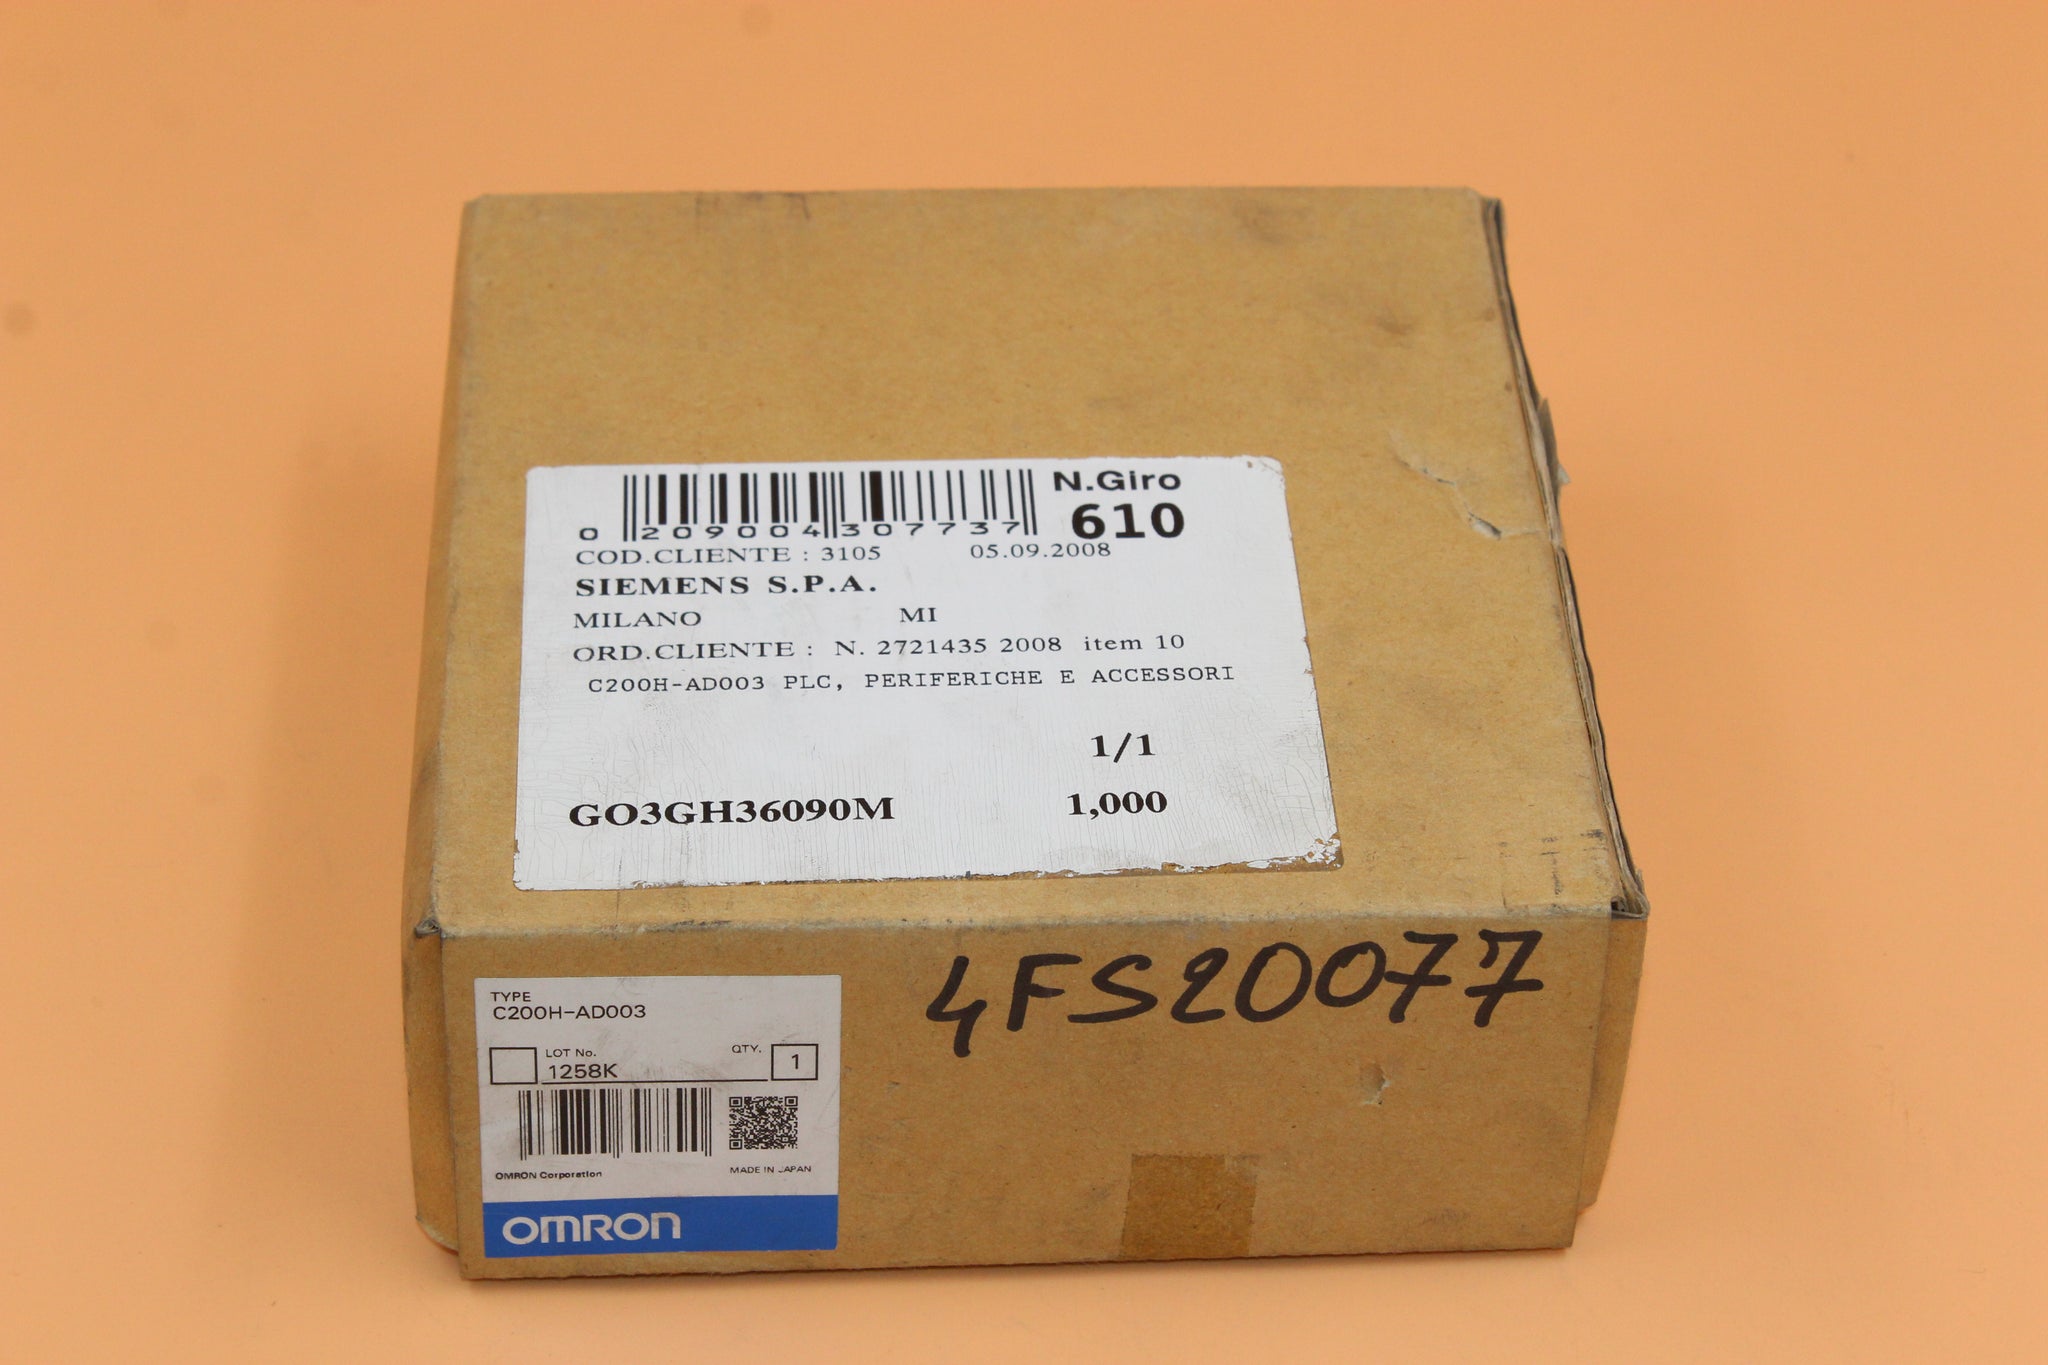 N.Giro
0 209004 307737 610
COD.CLIENTE : 3105 05.09.2008
SIEMENS S.P.A.
MILANO MI
ORD.CLIENTE : N. 2721435 2008 item 10
C200H-AD003 PLC, PERIFERICHE E ACCESSORI
1/1
GO3GH36090M 1,000
4FS20077
TYPE
C200H-AD003
LOT No. QTY.
1258K 1
OMRON Corporation MADE IN JAPAN
OMRON